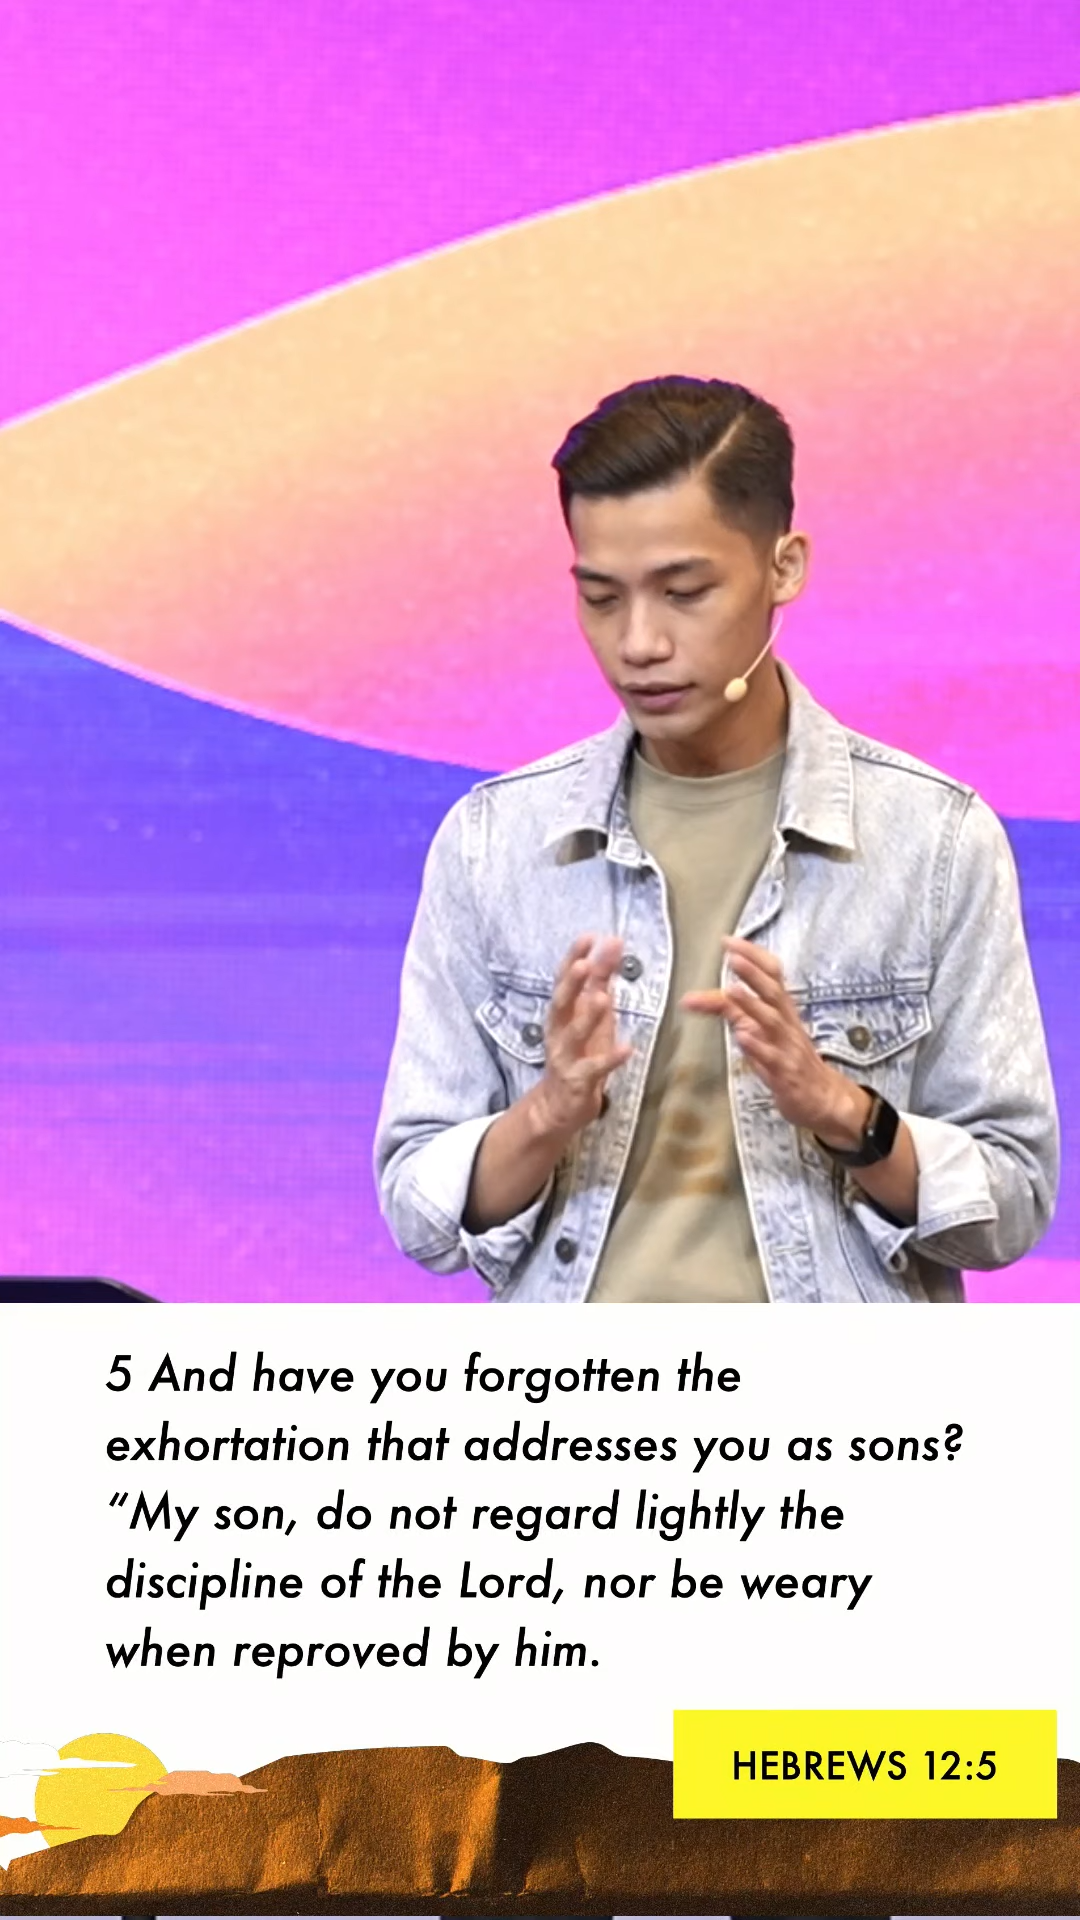 5 And have you forgotten the
exhortation that addresses you as sons?
“My son, do not regard lightly the
discipline of the Lord, nor be weary
when reproved by him.
HEBREWS 12:5